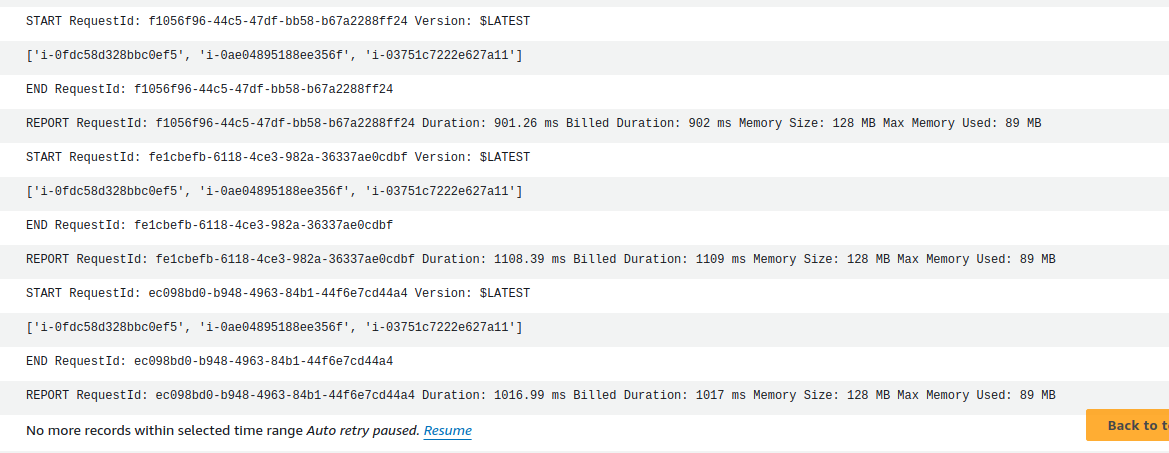 START RequestId: f1056f96-44c5-47df-bb58-b67a2288ff24 Version: $LATEST
['i-0fdc58d328bbc0ef5', 'i-0ae04895188ee356f', 'i-03751c7222e627a11']
END RequestId: f1056f96-44c5-47df-bb58-b67a2288ff24
REPORT RequestId: f1056f96-44c5-47df-bb58-b67a2288ff24 Duration: 901.26 ms Billed Duration: 902 ms Memory Size: 128 MB Max Memory Used: 89 MB
START RequestId: fe1cbefb-6118-4ce3-982a-36337ae0cdbf Version: $LATEST
['i-0fdc58d328bbc0ef5', 'i-0ae04895188ee356f', 'i-03751c7222e627a11']
END RequestId: fe1cbefb-6118-4ce3-982a-36337ae0cdbf
REPORT RequestId: fe1cbefb-6118-4ce3-982a-36337ae0cdbf Duration: 1108.39 ms Billed Duration: 1109 ms Memory Size: 128 MB Max Memory Used: 89 MB
START RequestId: ec098bd0-b948-4963-84b1-44f6e7cd44a4 Version: $LATEST
['i-0fdc58d328bbc0ef5', 'i-0ae04895188ee356f', 'i-03751c7222e627a11']
END RequestId: ec098bd0-b948-4963-84b1-44f6e7cd44a4
REPORT RequestId: ec098bd0-b948-4963-84b1-44f6e7cd44a4 Duration: 1016.99 ms Billed Duration: 1017 ms Memory Size: 128 MB Max Memory Used: 89 MB
No more records within selected time range Auto retry paused. Resume
Back to